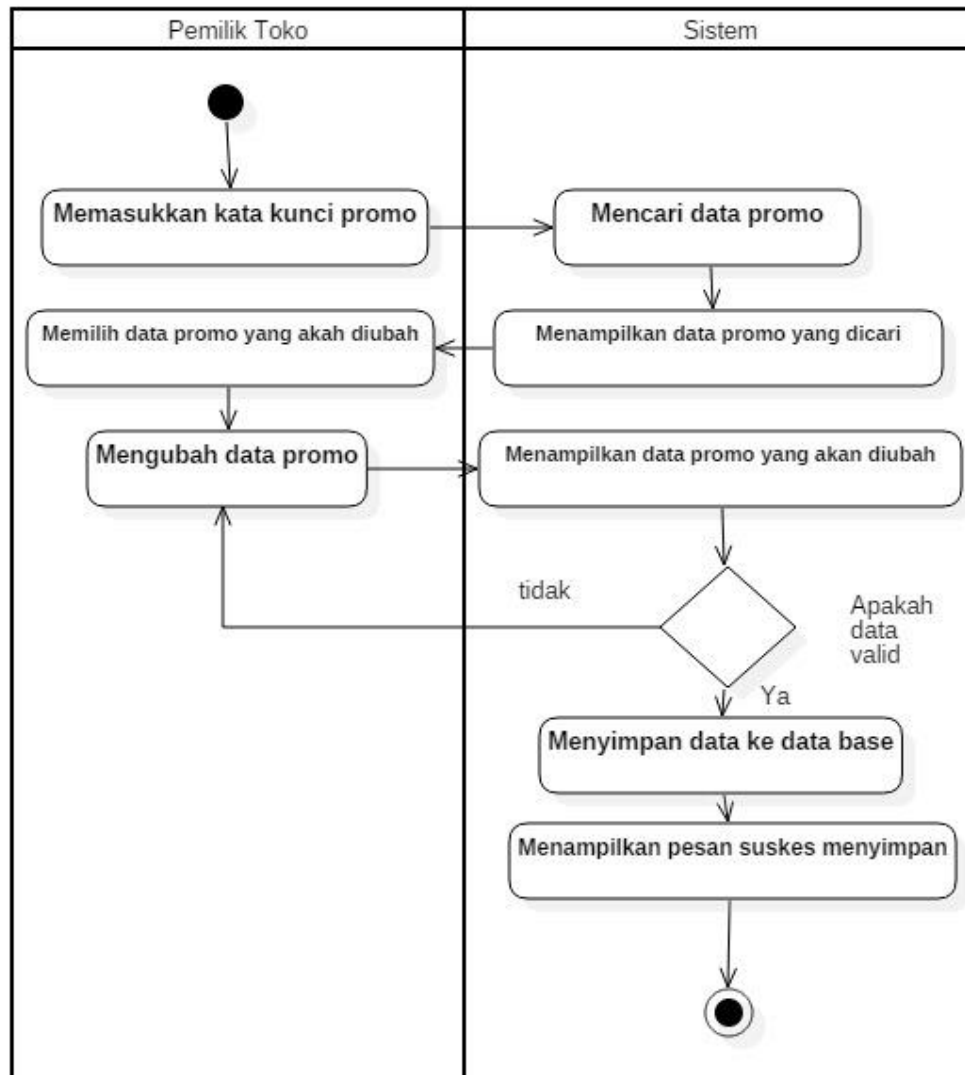 Pemilik Toko
Sistem
Memasukkan kata kunci promo
Mencari data promo
Memilih data promo yang akah diubah
Menampilkan data promo yang dicari
Mengubah data promo
Menampilkan data promo yang akan diubah
tidak
Apakah
data
valid
Ya
Menyimpan data ke data base
Menampilkan pesan suskes menyimpan